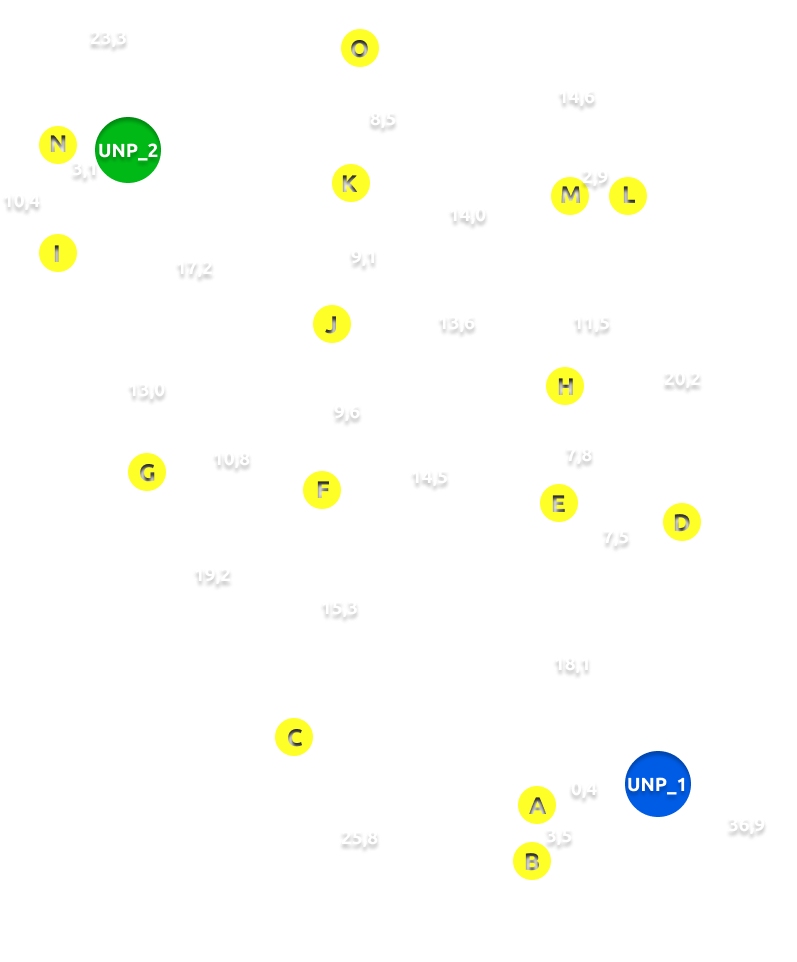 23,3
O
14,6
8,5
N
UNP_2
3,1
2,9
K
M
L
10,4
14,0
I
9,1
17,2
J
13,6
11,5
H
20,2
13,0
9,6
7,8
10,8
G
14,5
F
E
D
7,5
19,2
15,3
18,1
C
UNP_1
0,4
A
36,9
3,5
25,8
B